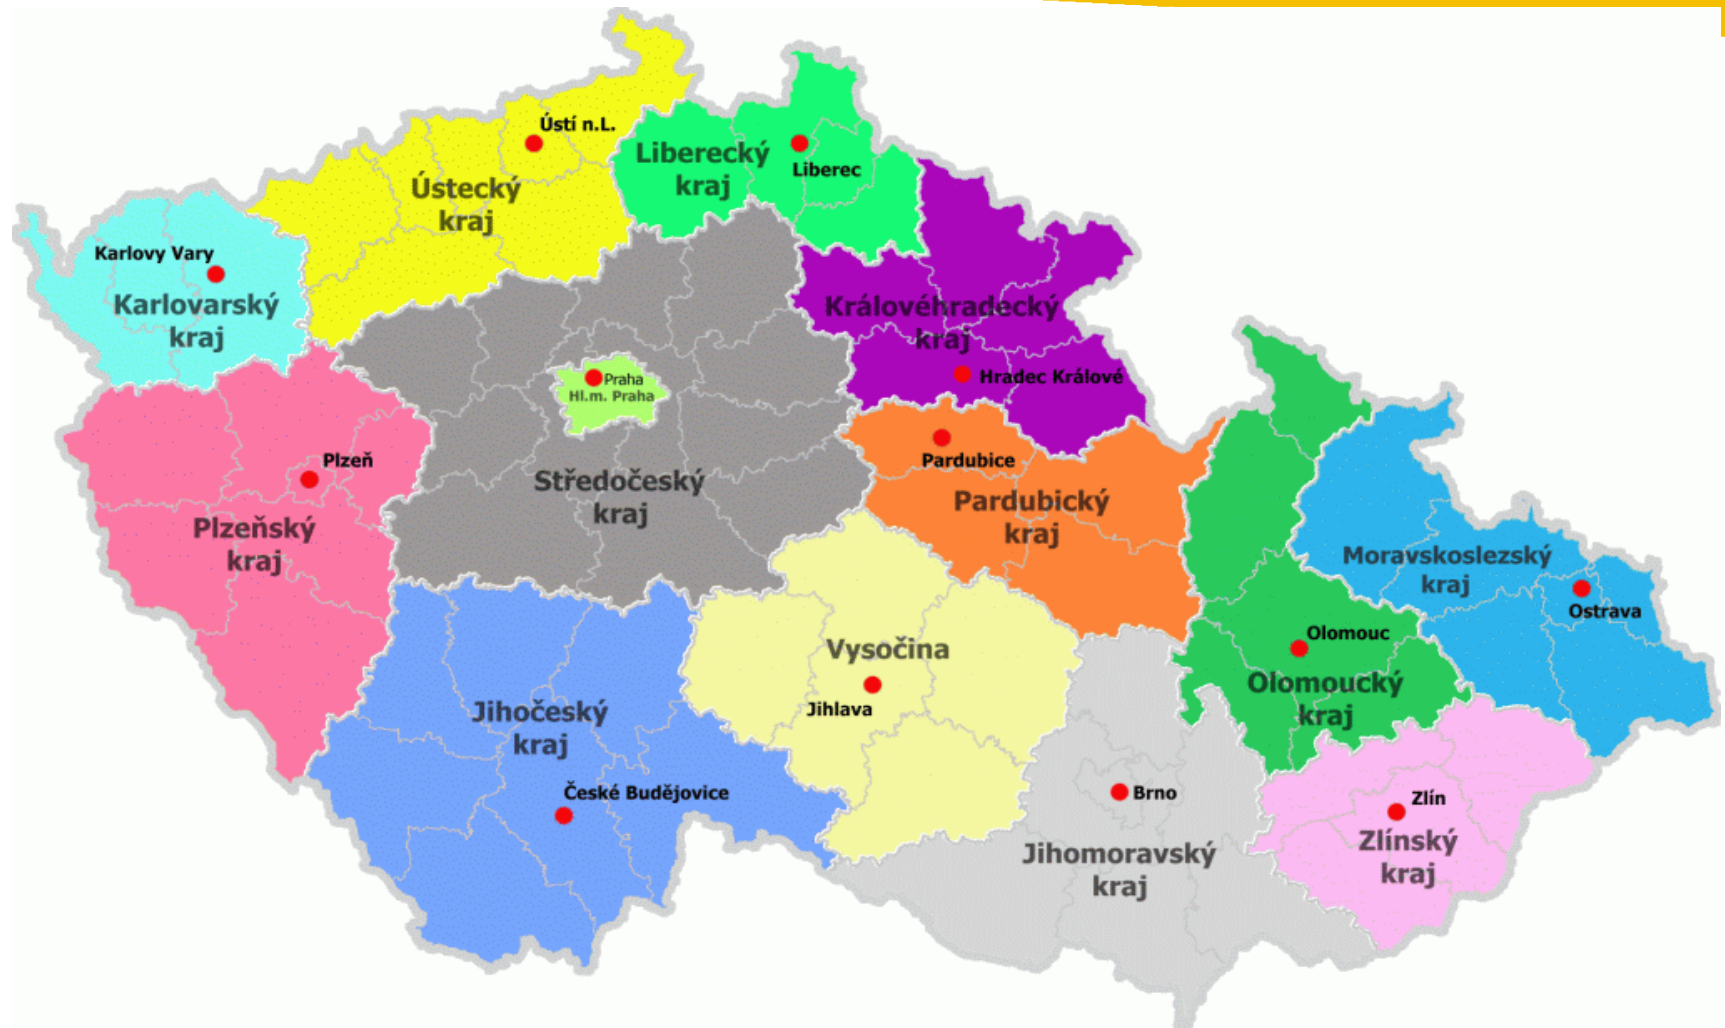 Ústí n.L.
Liberecký
kraj
Liberec
Ústecký
kraj
Karlovy Vary
Karlovarský
kraj
Královéhradecký
kraj
Hradec Králové
Praha
Hl.m. Praha
Plzeň
Plzeňský
kraj
Středočeský
kraj
Pardubice
Pardubický
kraj
Moravskoslezský
kraj
Ostrava
Olomouc
Olomoucký
kraj
Vysočina
Jihlava
Jihočeský
kraj
České Budějovice
Brno
Jihomoravský
kraj
Zlín
Zlínský
kraj